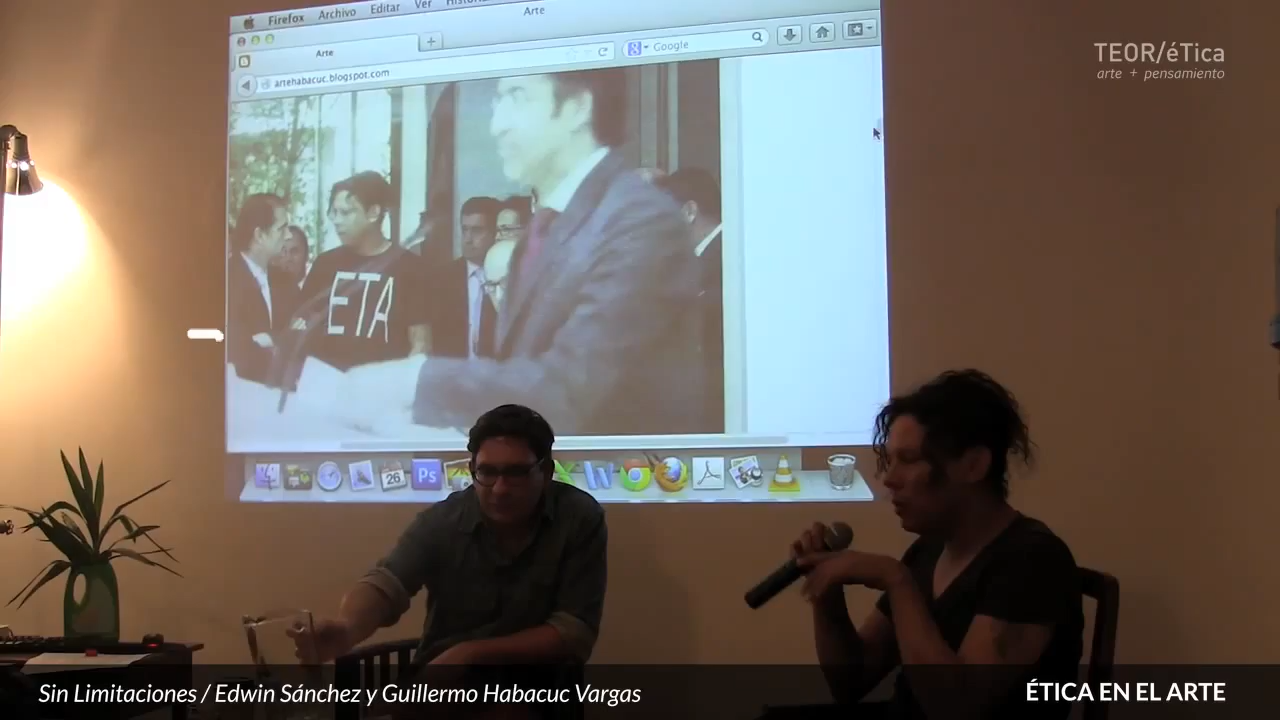 Firefox Archivo Editar Ver
Arte
Arte
artehabacuc.blogspot.com
Google
TEOR/éTica
arte + pensamiento
ETA
26
Ps
Sin Limitaciones / Edwin Sánchez y Guillermo Habacuc Vargas
ÉTICA EN EL ARTE